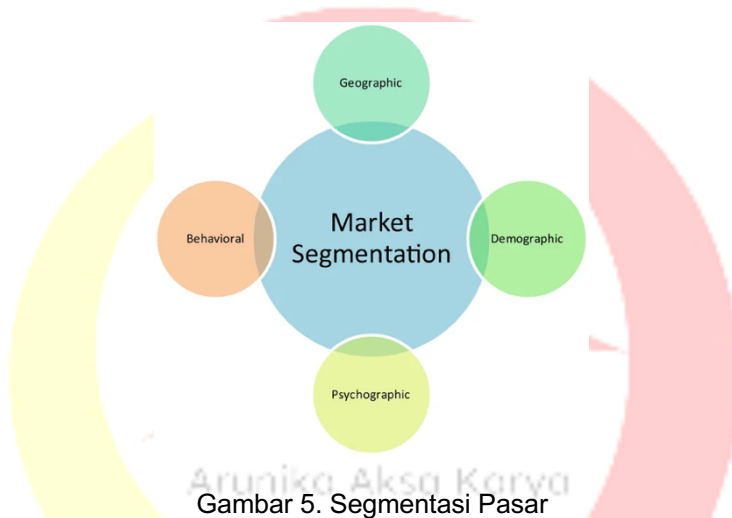 Geographic
Market
Segmentation
Behavioral
Demographic
Psychographic
Arunika Aksa Karya
Gambar 5. Segmentasi Pasar